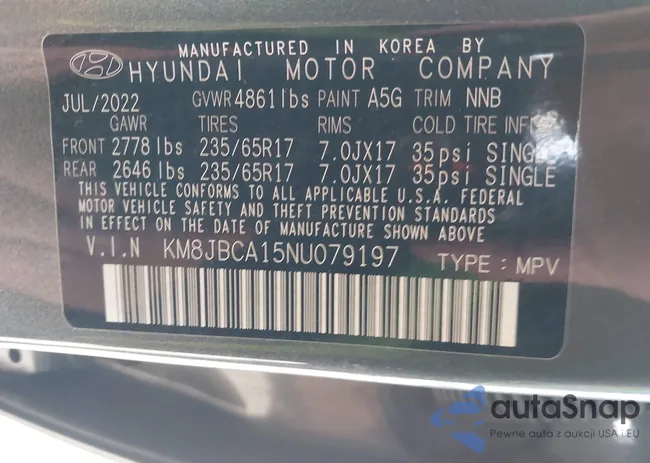 MANUFACTURED IN KOREA BY
HYUNDAI MOTOR COMPANY
JUL/2022 GVWR 4861 lbs PAINT A5G TRIM NNB
GAWR TIRES RIMS COLD TIRE INFL
FRONT 2778 lbs 235/65R17 7.0JX17 35psi SINGLE
REAR 2646 lbs 235/65R17 7.0JX17 35psi SINGLE
THIS VEHICLE CONFORMS TO ALL APPLICABLE U.S.A. FEDERAL
MOTOR VEHICLE SAFETY AND THEFT PREVENTION STANDARDS
IN EFFECT ON THE DATE OF MANUFACTURE SHOWN ABOVE.
V.I.N KM8JBCA15NU079197 TYPE : MPV
autaSnap
Pewne auta z aukcji USA i EU